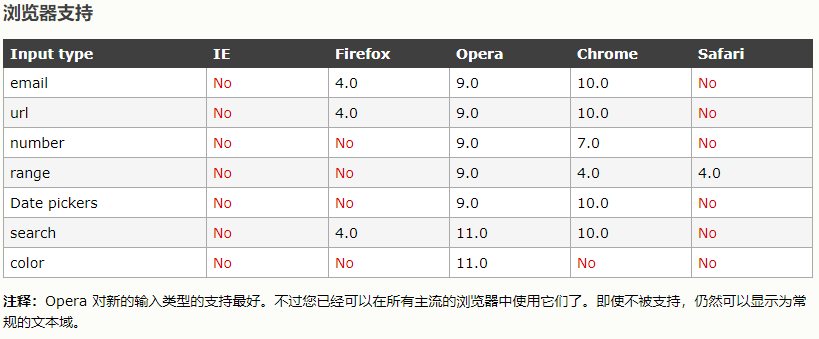 浏览器支持
Input type IE Firefox Opera Chrome Safari
email No 4.0 9.0 10.0 No
url No 4.0 9.0 10.0 No
number No No 9.0 7.0 No
range No No 9.0 4.0 4.0
Date pickers No No 9.0 10.0 No
search No 4.0 11.0 10.0 No
color No No 11.0 No No
注释：Opera 对新的输入类型的支持最好。不过您已经可以在所有主流的浏览器中使用它们了。即使不被支持，仍然可以显示为常
规的文本域。